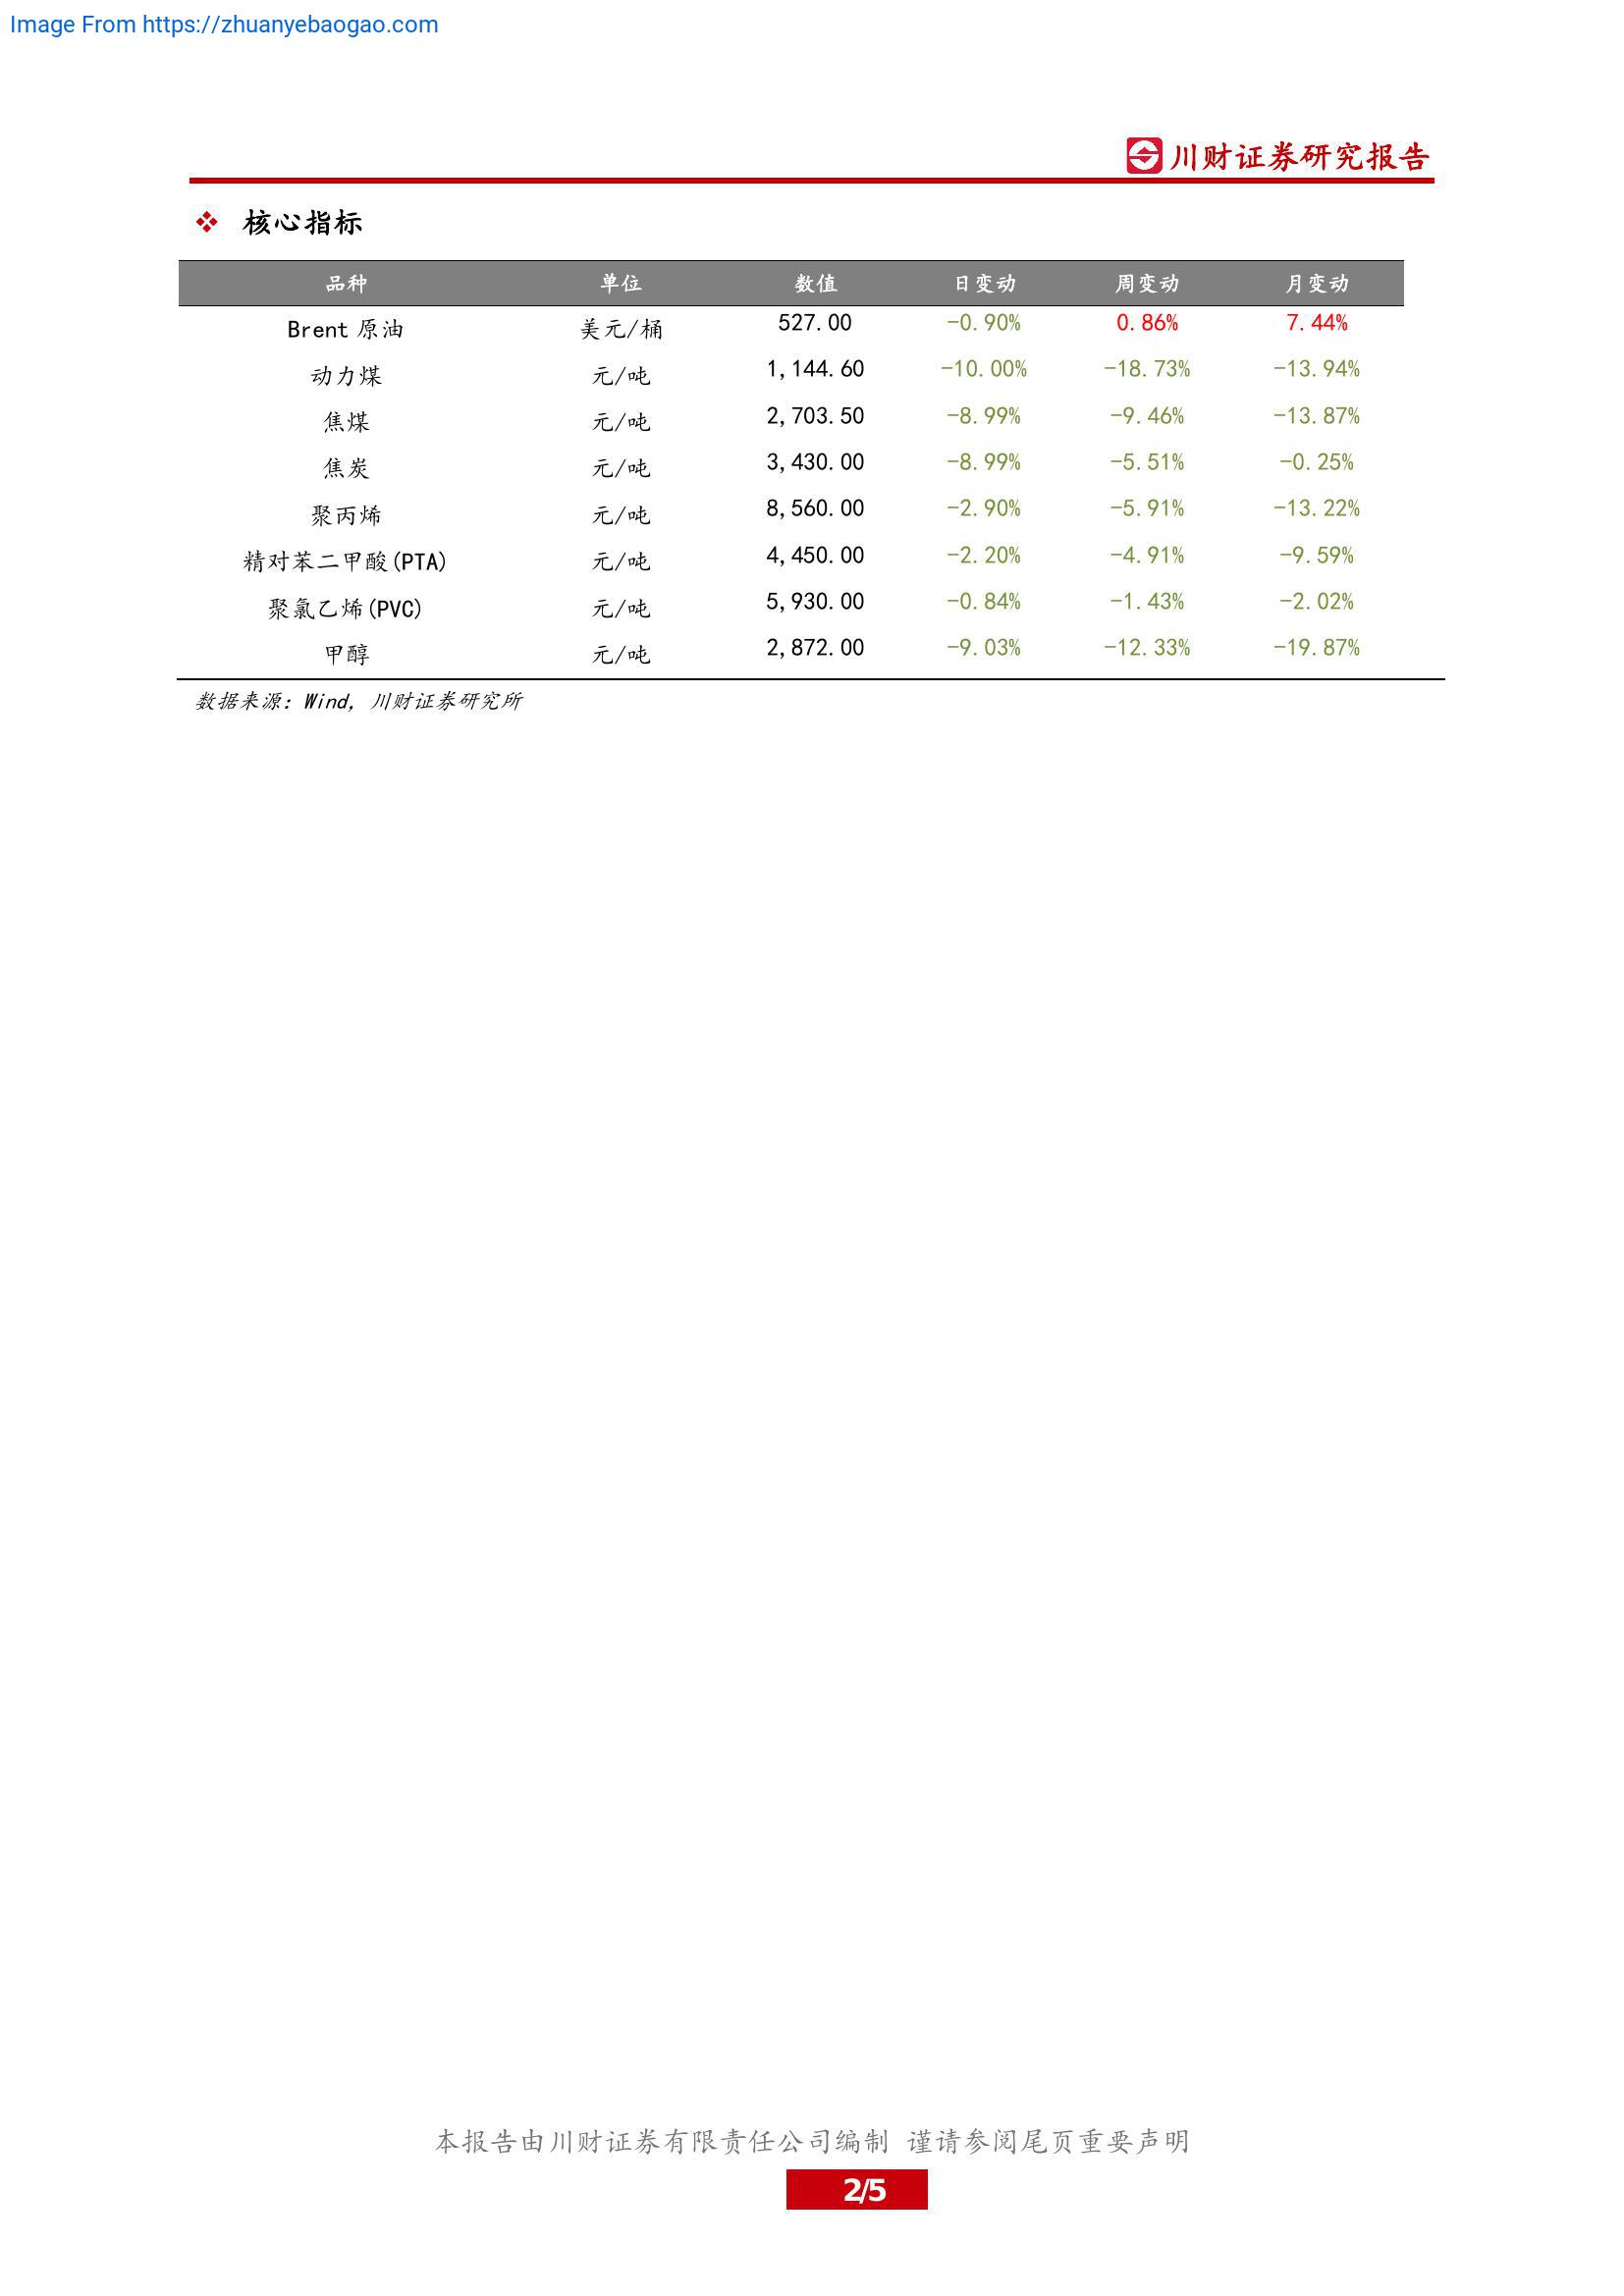 Image From https://zhuanyebaogao.com
川财证券研究报告
❖ 核心指标
品种 单位 数值 日变动 周变动 月变动
Brent 原油 美元/桶 527.00 -0.90% 0.86% 7.44%
动力煤 元/吨 1,144.60 -10.00% -18.73% -13.94%
焦煤 元/吨 2,703.50 -8.99% -9.46% -13.87%
焦炭 元/吨 3,430.00 -8.99% -5.51% -0.25%
聚丙烯 元/吨 8,560.00 -2.90% -5.91% -13.22%
精对苯二甲酸(PTA) 元/吨 4,450.00 -2.20% -4.91% -9.59%
聚氯乙烯(PVC) 元/吨 5,930.00 -0.84% -1.43% -2.02%
甲醇 元/吨 2,872.00 -9.03% -12.33% -19.87%
数据来源：Wind，川财证券研究所
本报告由川财证券有限责任公司编制 谨请参阅尾页重要声明
2/5